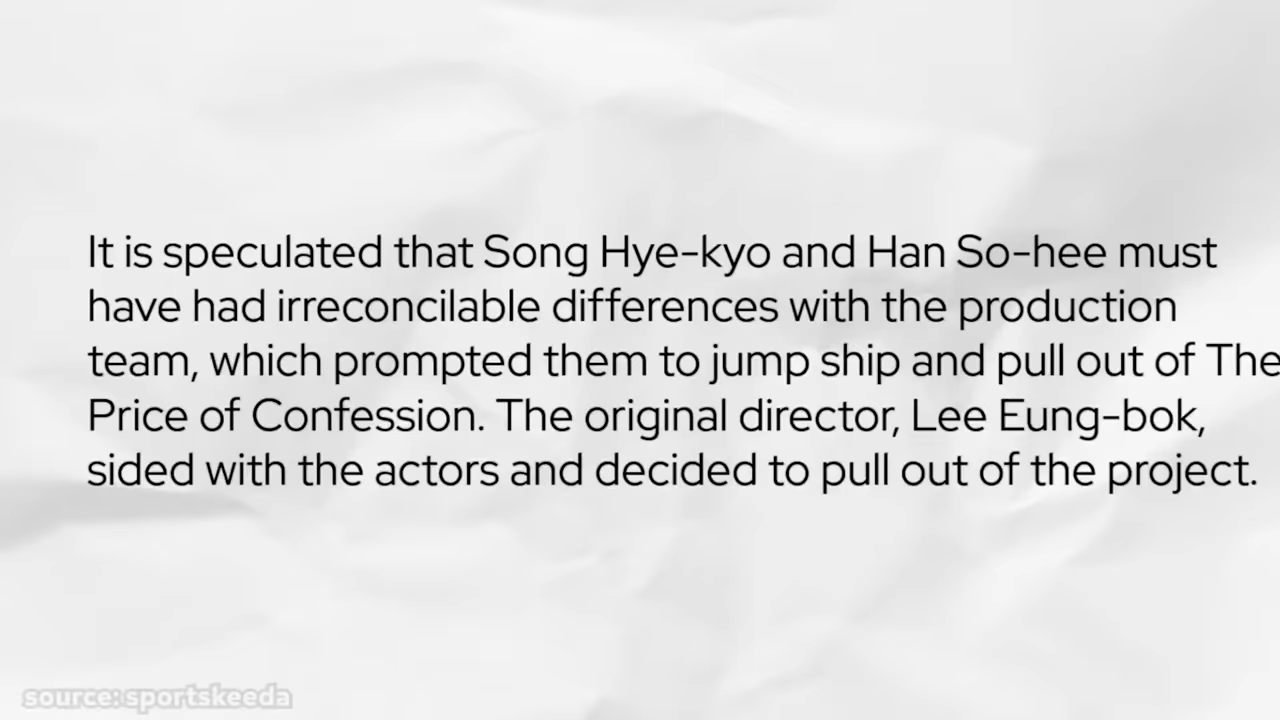 It is speculated that Song Hye-kyo and Han So-hee must
have had irreconcilable differences with the production
team, which prompted them to jump ship and pull out of The
Price of Confession. The original director, Lee Eung-bok,
sided with the actors and decided to pull out of the project.
source: sportskeeda